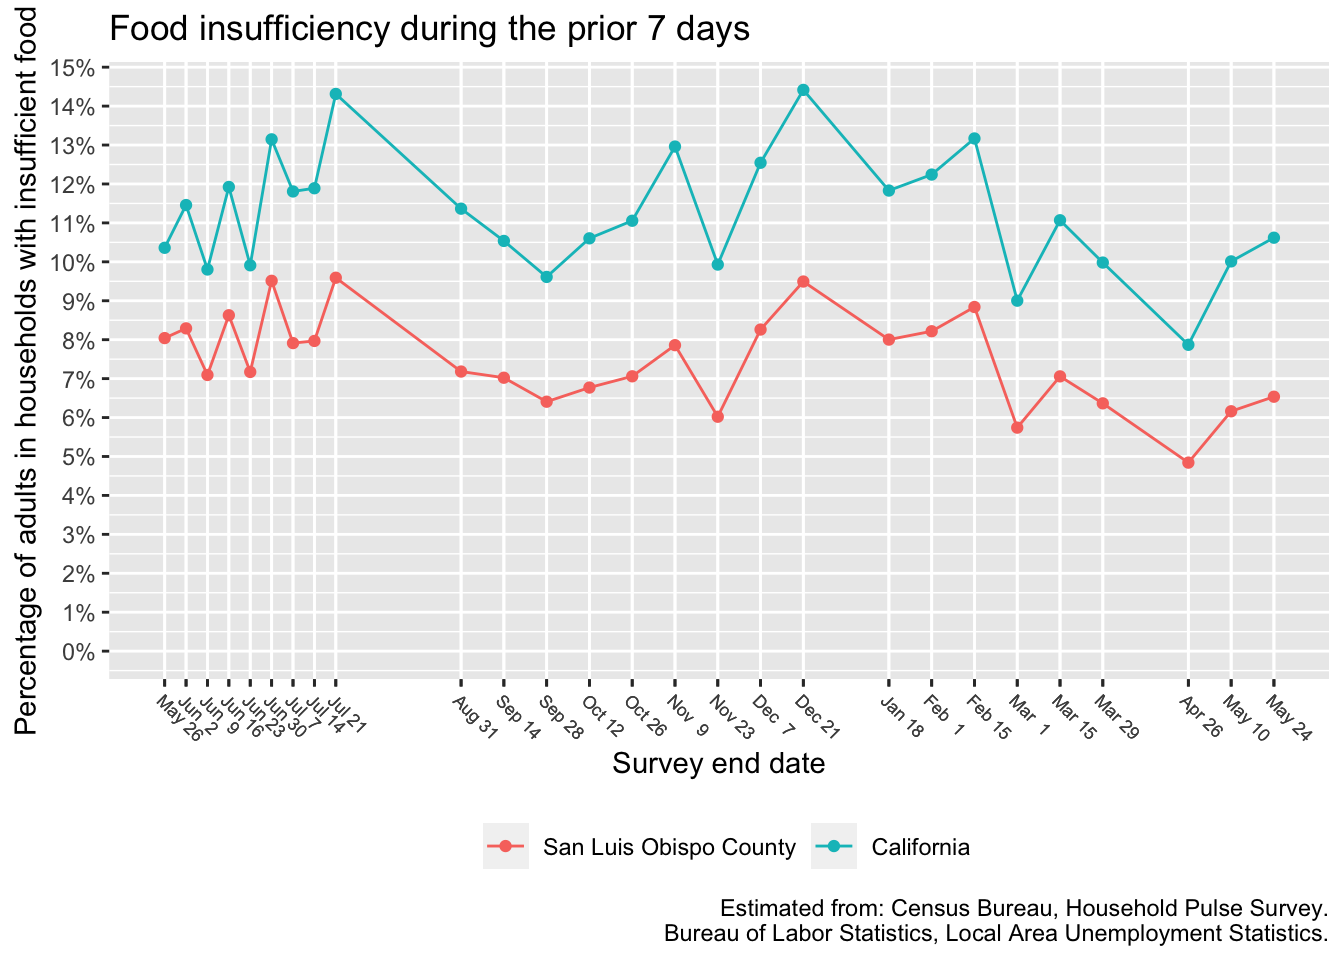 Food insufficiency during the prior 7 days
Percentage of adults in households with insufficient food
15%
14%
13%
12%
11%
10%
9%
8%
7%
6%
5%
4%
3%
2%
1%
0%
May 26
Jun 2
Jun 9
Jun 16
Jun 23
Jun 30
Jul 7
Jul 14
Jul 21
Aug 31
Sep 14
Sep 28
Oct 12
Oct 26
Nov 9
Nov 23
Dec 7
Dec 21
Jan 18
Feb 1
Feb 15
Mar 1
Mar 15
Mar 29
Apr 26
May 10
May 24
Survey end date
San Luis Obispo County
California
Estimated from: Census Bureau, Household Pulse Survey.
Bureau of Labor Statistics, Local Area Unemployment Statistics.